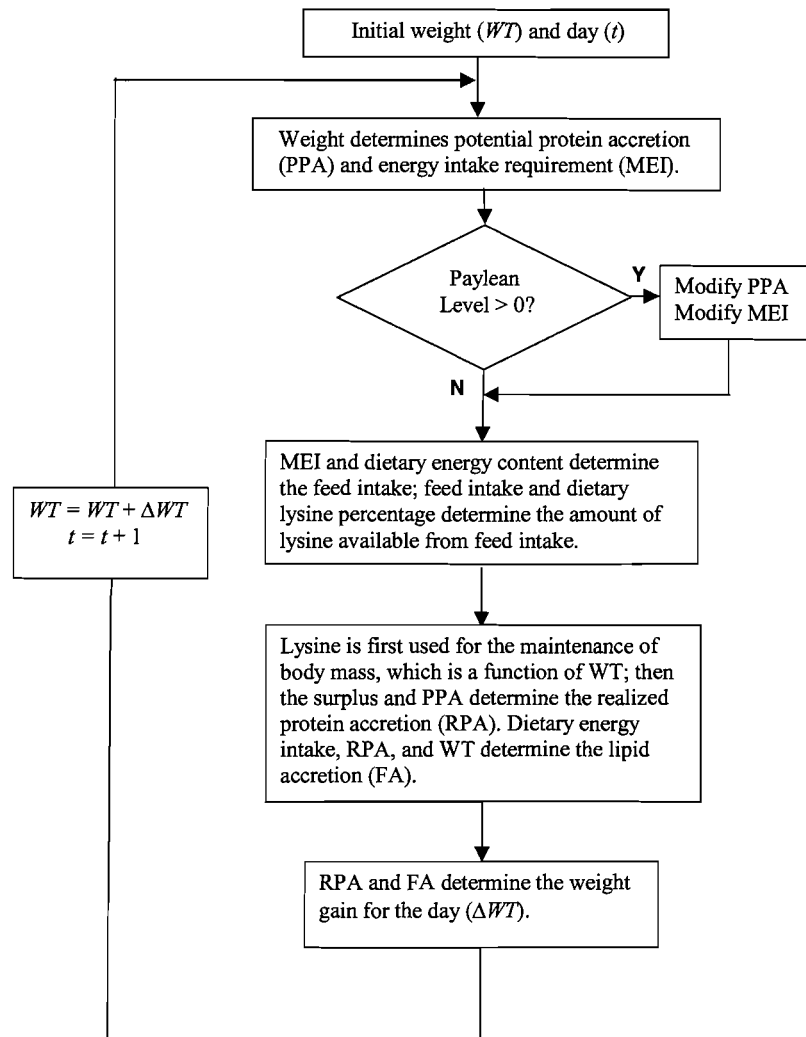 Initial weight (WT) and day (t)
Weight determines potential protein accretion
(PPA) and energy intake requirement (MEI).
Paylean
Level > 0?
Y
Modify PPA
Modify MEI
N
MEI and dietary energy content determine
the feed intake; feed intake and dietary
lysine percentage determine the amount of
lysine available from feed intake.
WT = WT + ΔWT
t = t + 1
Lysine is first used for the maintenance of
body mass, which is a function of WT; then
the surplus and PPA determine the realized
protein accretion (RPA). Dietary energy
intake, RPA, and WT determine the lipid
accretion (FA).
RPA and FA determine the weight
gain for the day (ΔWT).